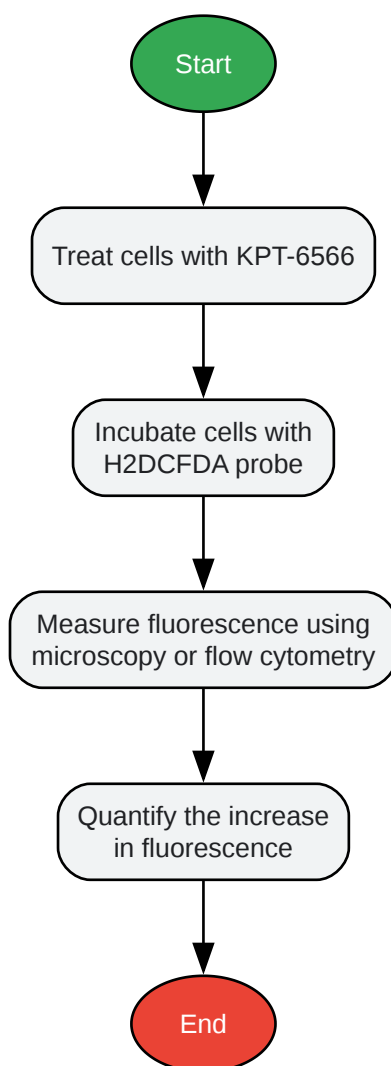 Start
Treat cells with KPT-6566
Incubate cells with
H2DCFDA probe
Measure fluorescence using
microscopy or flow cytometry
Quantify the increase
in fluorescence
End